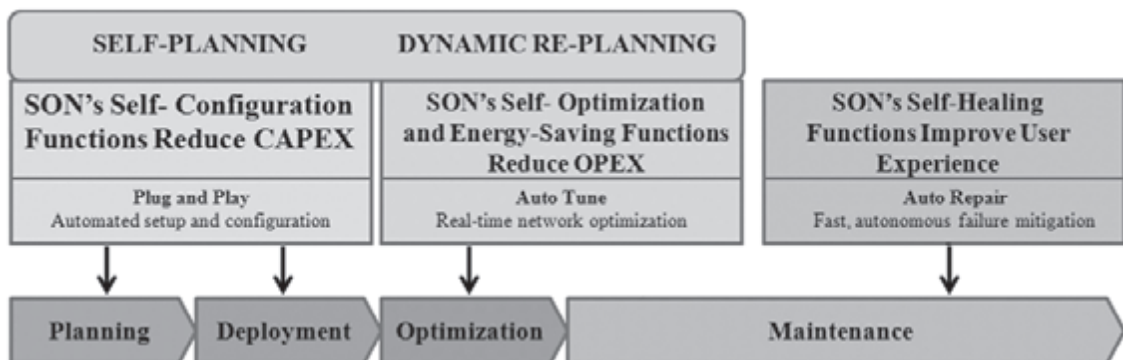 SELF-PLANNING
DYNAMIC RE-PLANNING
SON's Self- Configuration
Functions Reduce CAPEX
Plug and Play
Automated setup and configuration
SON's Self- Optimization
and Energy-Saving Functions
Reduce OPEX
Auto Tune
Real-time network optimization
SON's Self-Healing
Functions Improve User
Experience
Auto Repair
Fast, autonomous failure mitigation
Planning
Deployment
Optimization
Maintenance